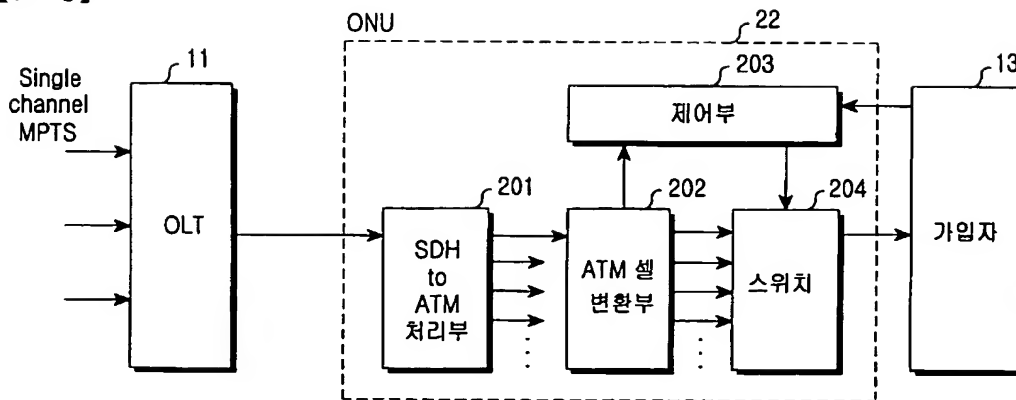 ONU
22
11
203
13
Single
channel
MPTS
제어부
201
202
204
OLT
SDH
to
ATM
처리부
ATM 셀
변환부
스위치
가입자